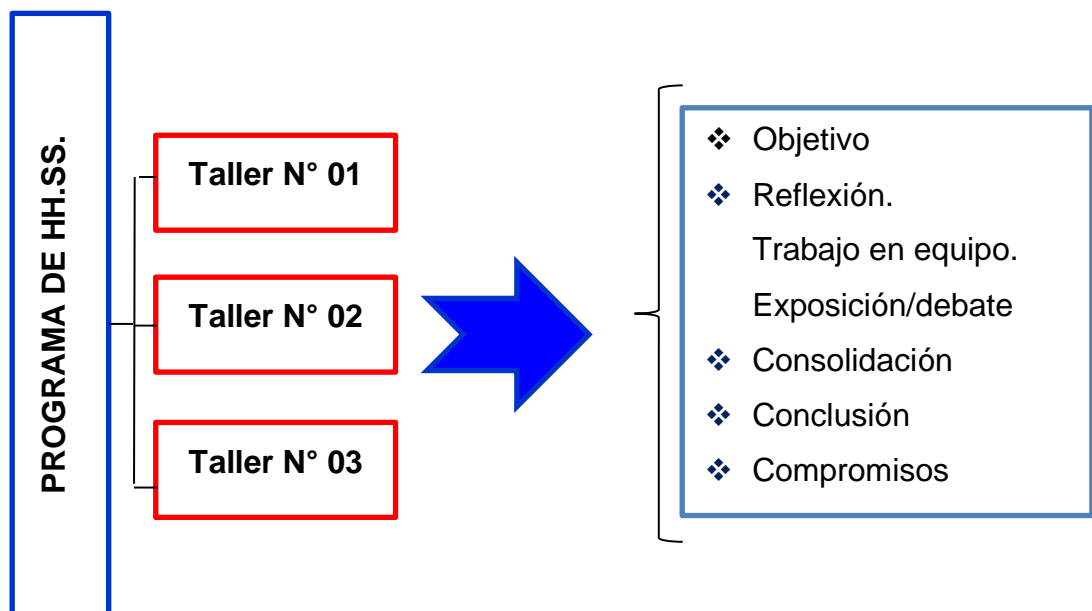 PROGRAMA DE HH.SS.
Taller N° 01
Taller N° 02
Taller N° 03
❖ Objetivo
❖ Reflexión.
Trabajo en equipo.
Exposición/debate
❖ Consolidación
❖ Conclusión
❖ Compromisos